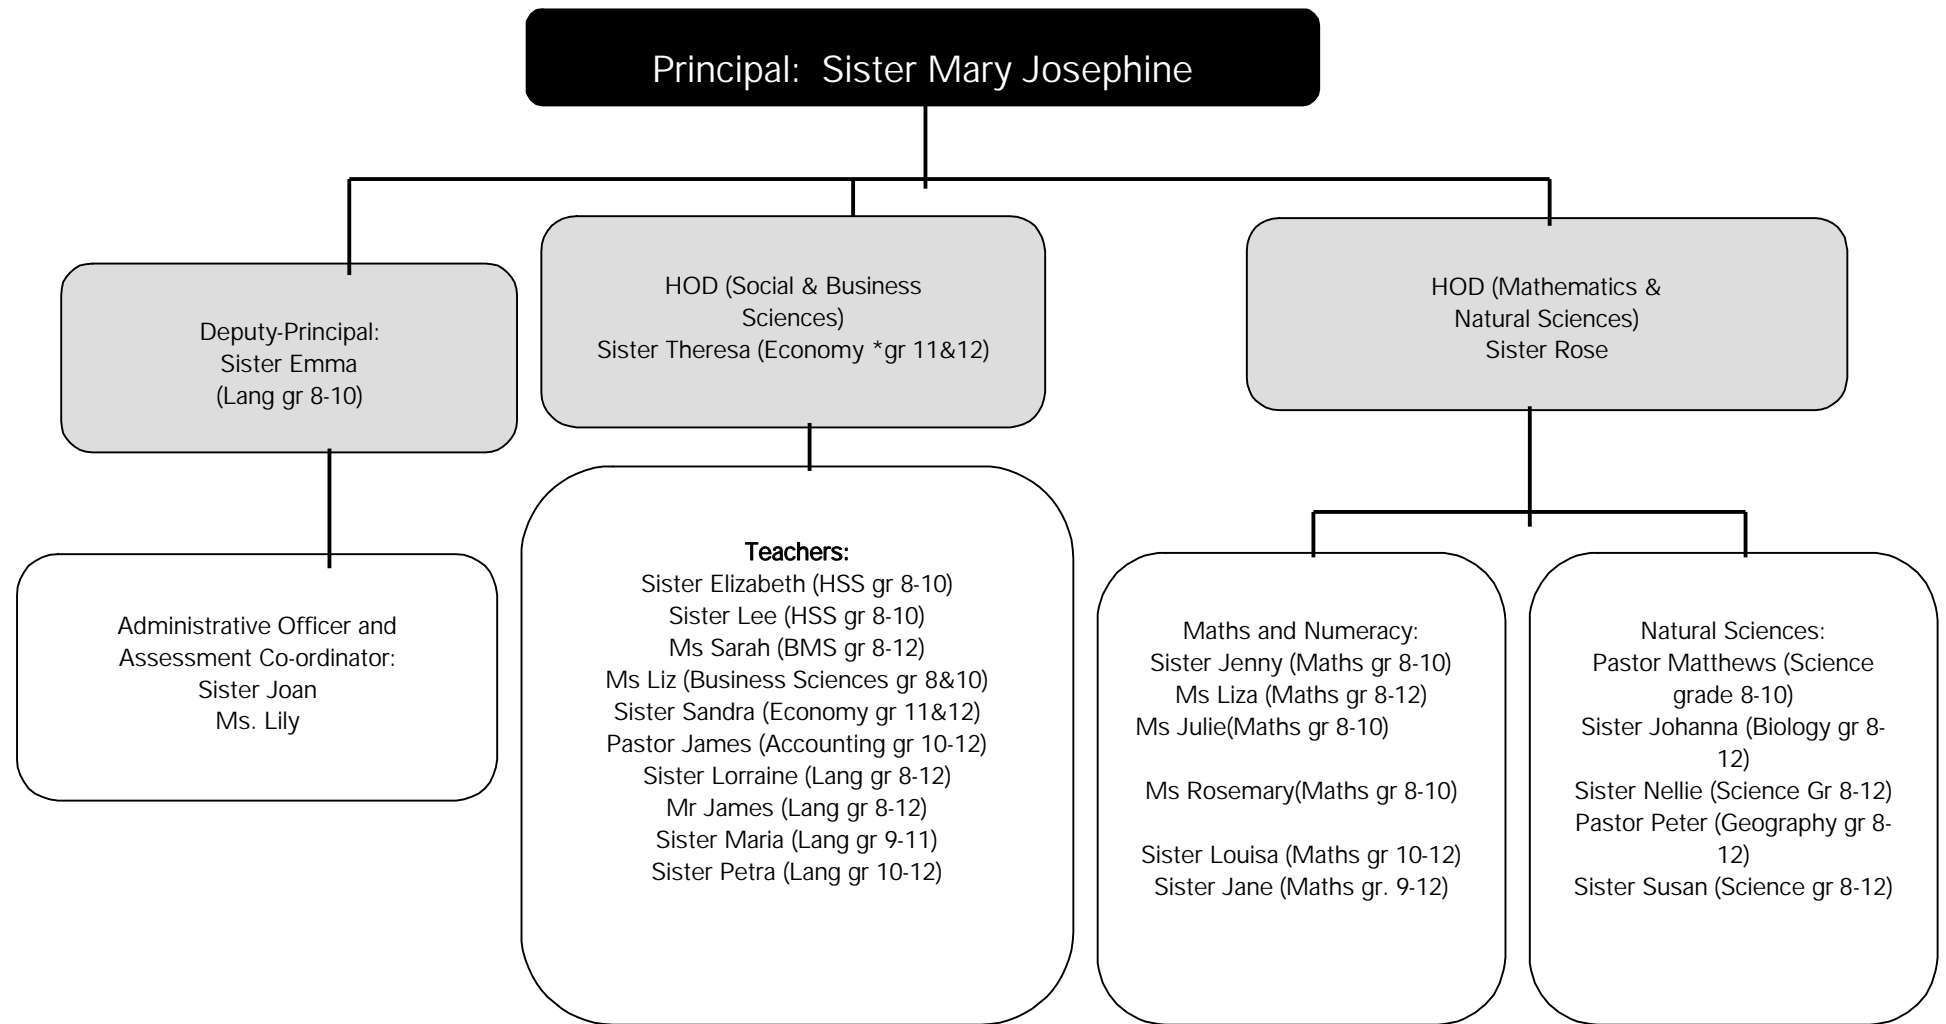 Principal: Sister Mary Josephine
Deputy-Principal:
Sister Emma
(Lang gr 8-10)
HOD (Social & Business
Sciences)
Sister Theresa (Economy *gr 11&12)
HOD (Mathematics &
Natural Sciences)
Sister Rose
Administrative Officer and
Assessment Co-ordinator:
Sister Joan
Ms. Lily
Teachers:
Sister Elizabeth (HSS gr 8-10)
Sister Lee (HSS gr 8-10)
Ms Sarah (BMS gr 8-12)
Ms Liz (Business Sciences gr 8&10)
Sister Sandra (Economy gr 11&12)
Pastor James (Accounting gr 10-12)
Sister Lorraine (Lang gr 8-12)
Mr James (Lang gr 8-12)
Sister Maria (Lang gr 9-11)
Sister Petra (Lang gr 10-12)
Maths and Numeracy:
Sister Jenny (Maths gr 8-10)
Ms Liza (Maths gr 8-12)
Ms Julie(Maths gr 8-10)
Ms Rosemary(Maths gr 8-10)
Sister Louisa (Maths gr 10-12)
Sister Jane (Maths gr. 9-12)
Natural Sciences:
Pastor Matthews (Science
grade 8-10)
Sister Johanna (Biology gr 8-
12)
Sister Nellie (Science Gr 8-12)
Pastor Peter (Geography gr 8-
12)
Sister Susan (Science gr 8-12)